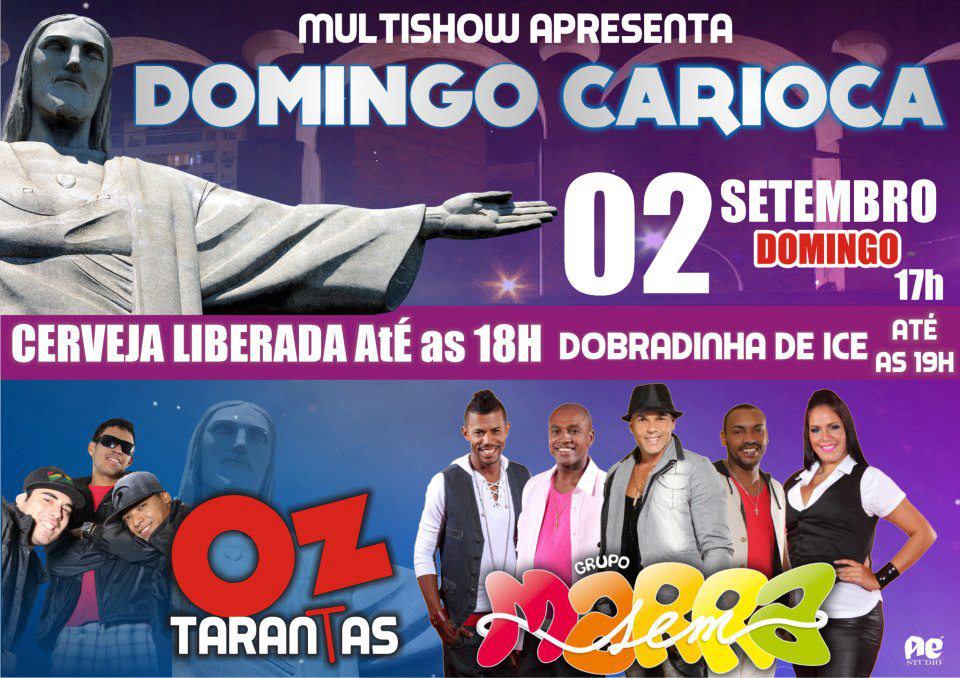 MULTISHOW APRESENTA
DOMINGO CARIOCA
02 SETEMBRO
DOMINGO
17h
CERVEJA LIBERADA AtÉ as 18H
DOBRADINHA DE ICE
ATÉ
AS 19H
OZ
TARANTAS
GRUPO
MARRA
sem
AE
STUDIO